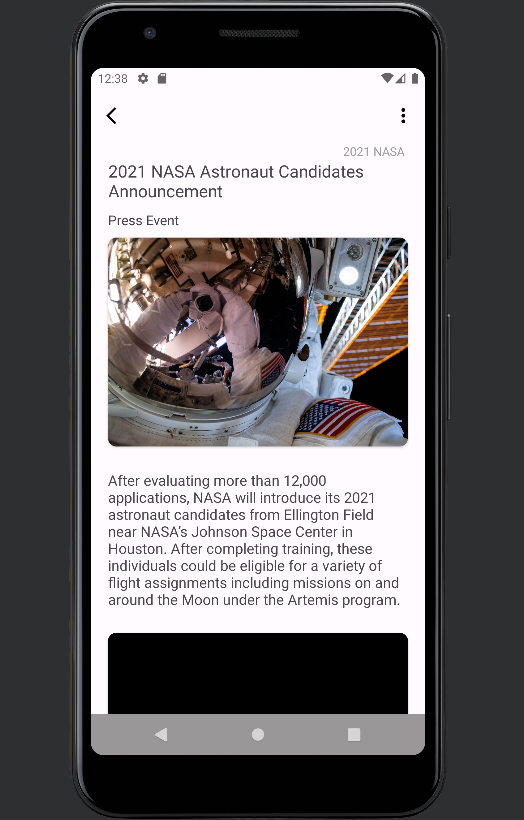 12:38
2021 NASA
2021 NASA Astronaut Candidates
Announcement
Press Event
After evaluating more than 12,000
applications, NASA will introduce its 2021
astronaut candidates from Ellington Field
near NASA's Johnson Space Center in
Houston. After completing training, these
individuals could be eligible for a variety of
flight assignments including missions on and
around the Moon under the Artemis program.